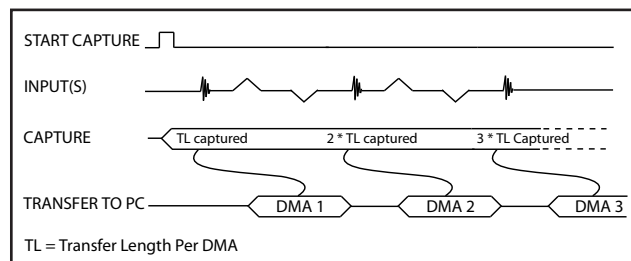 START CAPTURE
INPUT(S)
CAPTURE
TL captured 2 * TL captured 3 * TL Captured
TRANSFER TO PC
DMA 1 DMA 2 DMA 3
TL = Transfer Length Per DMA